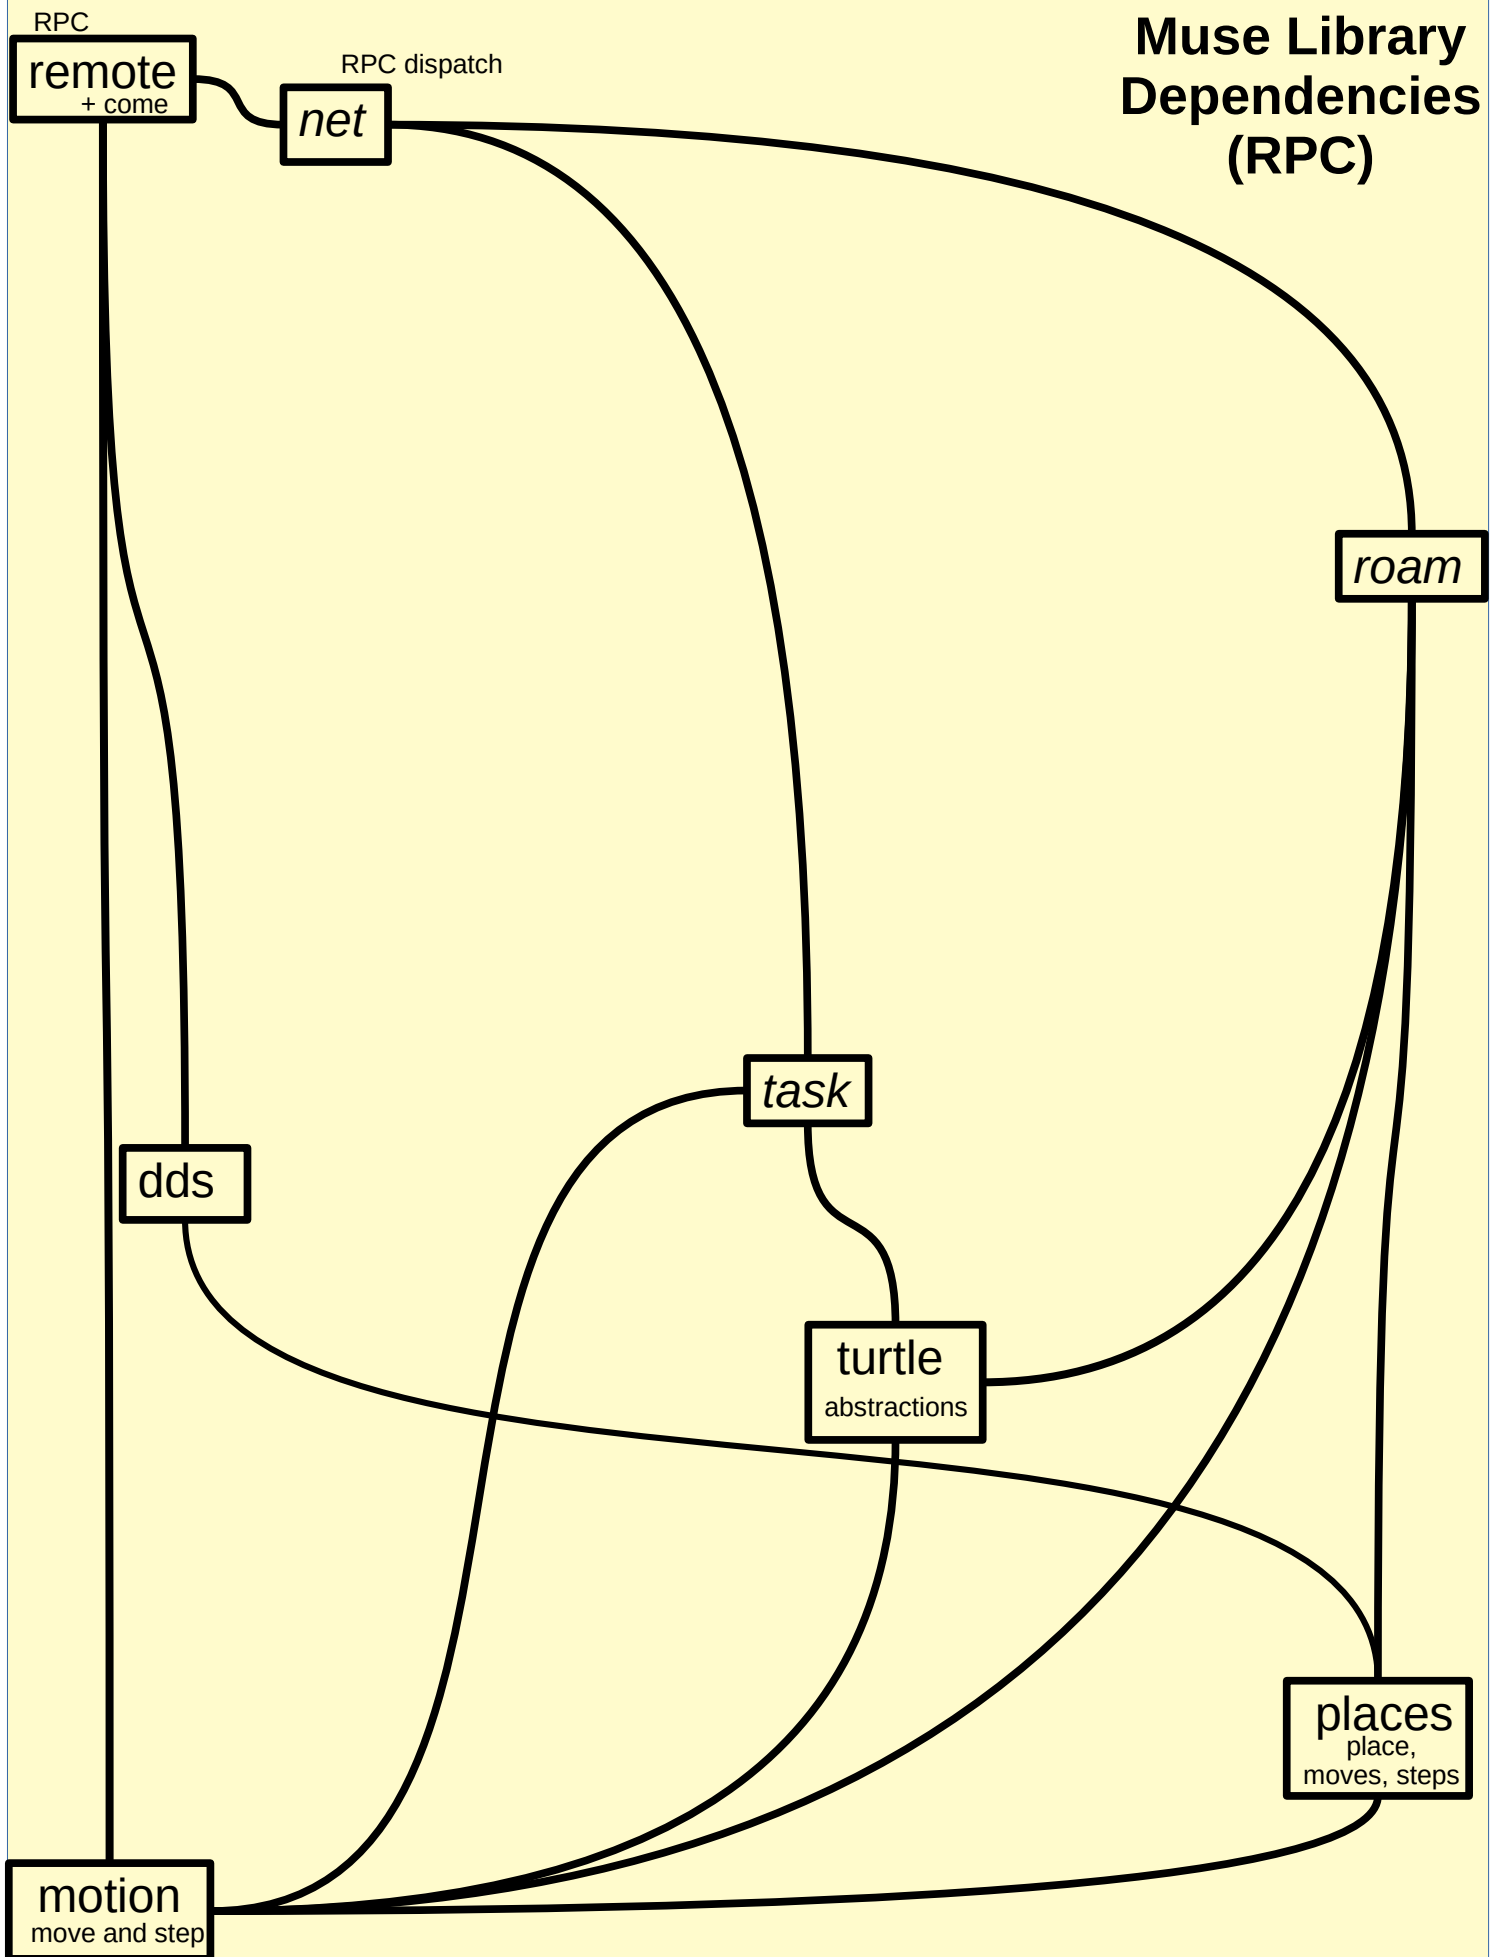 RPC
remote
+ come
RPC dispatch
net
Muse Library
Dependencies
(RPC)
roam
task
dds
turtle
abstractions
places
place,
moves, steps
motion
move and step